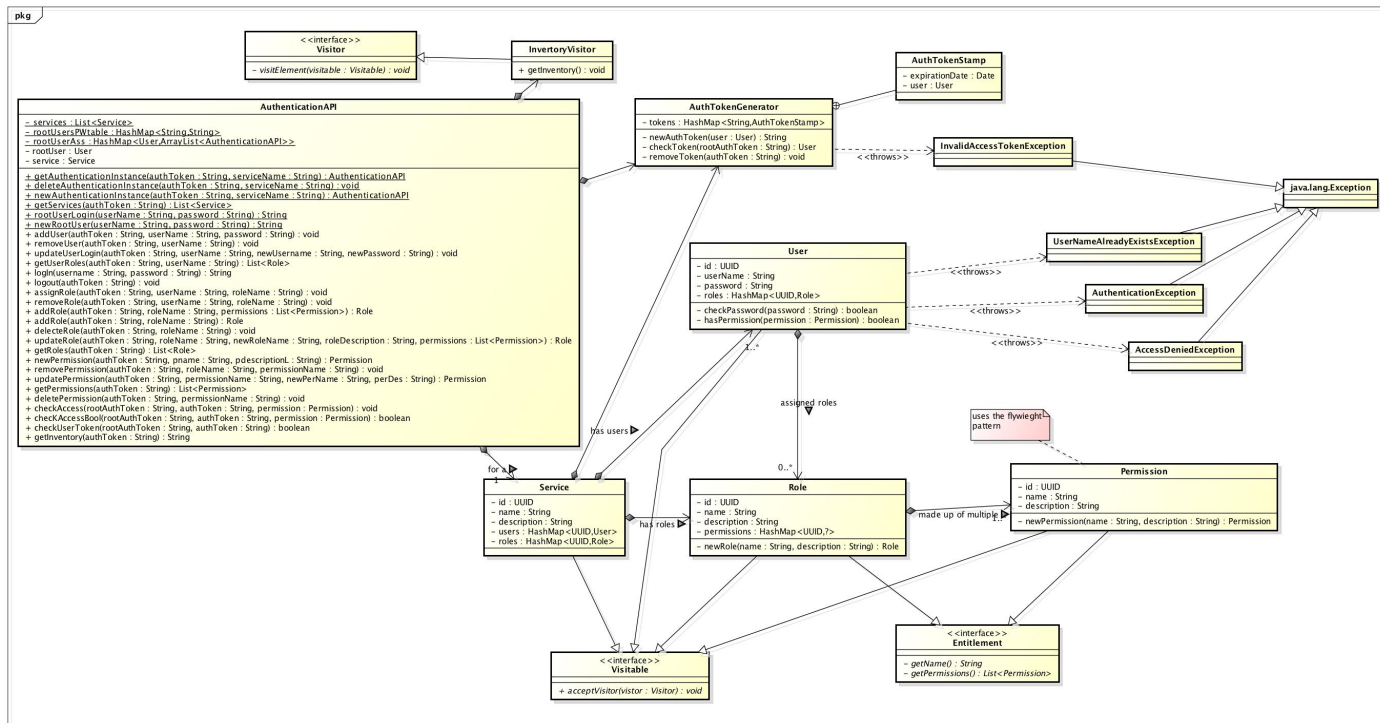 pkg
<<interface>>
Visitor
– visitElement(visitable : Visitable) : void
InvertoryVisitor
+ getInventory() : void
AuthenticationAPI
– services : List<Service>
– rootUsersPWtable : HashMap<String,String>
– rootUserAss : HashMap<User,ArrayList<AuthenticationAPI>>
– rootUser : User
– service : Service
+ getAuthenticationInstance(authToken : String, serviceName : String) : AuthenticationAPI
+ deleteAuthenticationInstance(authToken : String, serviceName : String) : void
+ newAuthenticationInstance(authToken : String, serviceName : String) : AuthenticationAPI
+ getServices(authToken : String) : List<Service>
+ rootUserLogin(userName : String, password : String) : String
+ newRootUser(userName : String, password : String) : String
+ addUser(authToken : String, userName : String, password : String) : void
+ removeUser(authToken : String, userName : String) : void
+ updateUserLogin(authToken : String, userName : String, newUsername : String, newPassword : String) : void
+ getUserRoles(authToken : String, userName : String) : List<Role>
+ logIn(username : String, password : String) : String
+ logout(authToken : String) : void
+ assignRole(authToken : String, userName : String, roleName : String) : void
+ removeRole(authToken : String, userName : String, roleName : String) : void
+ addRole(authToken : String, roleName : String, permissions : List<Permission>) : Role
+ addRole(authToken : String, roleName : String) : Role
+ delecteRole(authToken : String, roleName : String) : void
+ updateRole(authToken : String, roleName : String, newRoleName : String, roleDescription : String, permissions : List<Permission>) : Role
+ getRoles(authToken : String) : List<Role>
+ newPermission(authToken : String, pname : String, pdescriptionL : String) : Permission
+ removePermission(authToken : String, roleName : String, permissionName : String) : void
+ updatePermission(authToken : String, permissionName : String, newPerName : String, perDes : String) : Permission
+ getPermissions(authToken : String) : List<Permission>
+ deletePermission(authToken : String, permissionName : String) : void
+ checkAccess(rootAuthToken : String, authToken : String, permission : Permission) : void
+ checKAccessBool(rootAuthToken : String, authToken : String, permission : Permission) : boolean
+ checkUserToken(rootAuthToken : String, authToken : String) : boolean
+ getInventory(authToken : String) : String
AuthTokenGenerator
– tokens : HashMap<String,AuthTokenStamp>
– newAuthToken(user : User) : String
– checkToken(rootAuthToken : String) : User
– removeToken(authToken : String) : void
AuthTokenStamp
– expirationDate : Date
– user : User
<<throws>>
InvalidAccessTokenException
java.lang.Exception
User
– id : UUID
– userName : String
– password : String
– roles : HashMap<UUID,Role>
– checkPassword(password : String) : boolean
– hasPermission(permission : Permission) : boolean
<<throws>>
UserNameAlreadyExistsException
<<throws>>
AuthenticationException
<<throws>>
AccessDeniedException
1..*
assigned roles
0..*
has users
for a
1
Service
– id : UUID
– name : String
– description : String
– users : HashMap<UUID,User>
– roles : HashMap<UUID,Role>
has roles
Role
– id : UUID
– name : String
– description : String
– permissions : HashMap<UUID,?>
– newRole(name : String, description : String) : Role
made up of multiple
uses the flywieght
pattern
Permission
– id : UUID
– name : String
– description : String
– newPermission(name : String, description : String) : Permission
<<interface>>
Visitable
+ acceptVisitor(vistor : Visitor) : void
<<interface>>
Entitlement
– getName() : String
– getPermissions() : List<Permission>